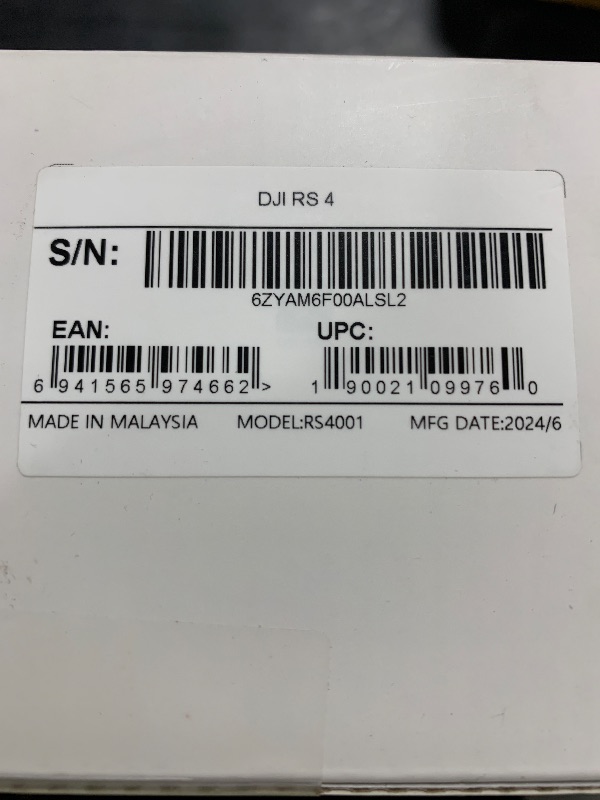 DJI RS 4
S/N:
6ZYAM6F00ALSL2
EAN: UPC:
6 941565 974662 > 1 90021 09976 0
MADE IN MALAYSIA MODEL:RS4001 MFG DATE:2024/6